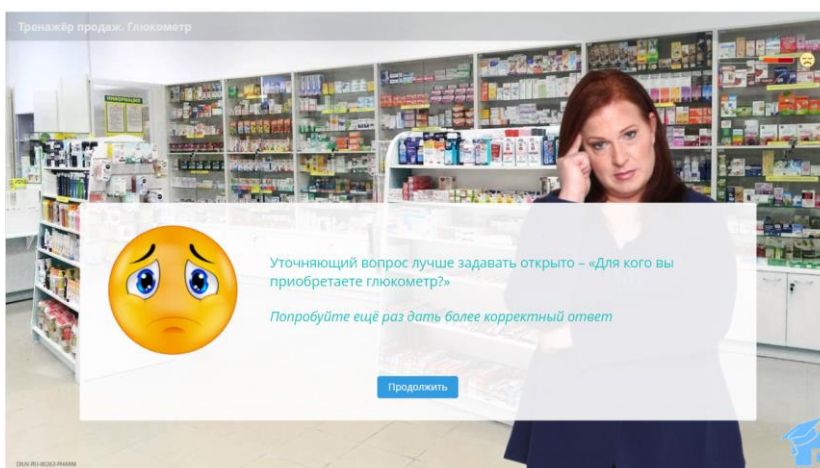 Тренажёр продаж. Глюкометр
ИНФОРМАЦИЯ
Уточняющий вопрос лучше задавать открыто – «Для кого вы
приобретаете глюкометр?»
Попробуйте ещё раз дать более корректный ответ
Продолжить